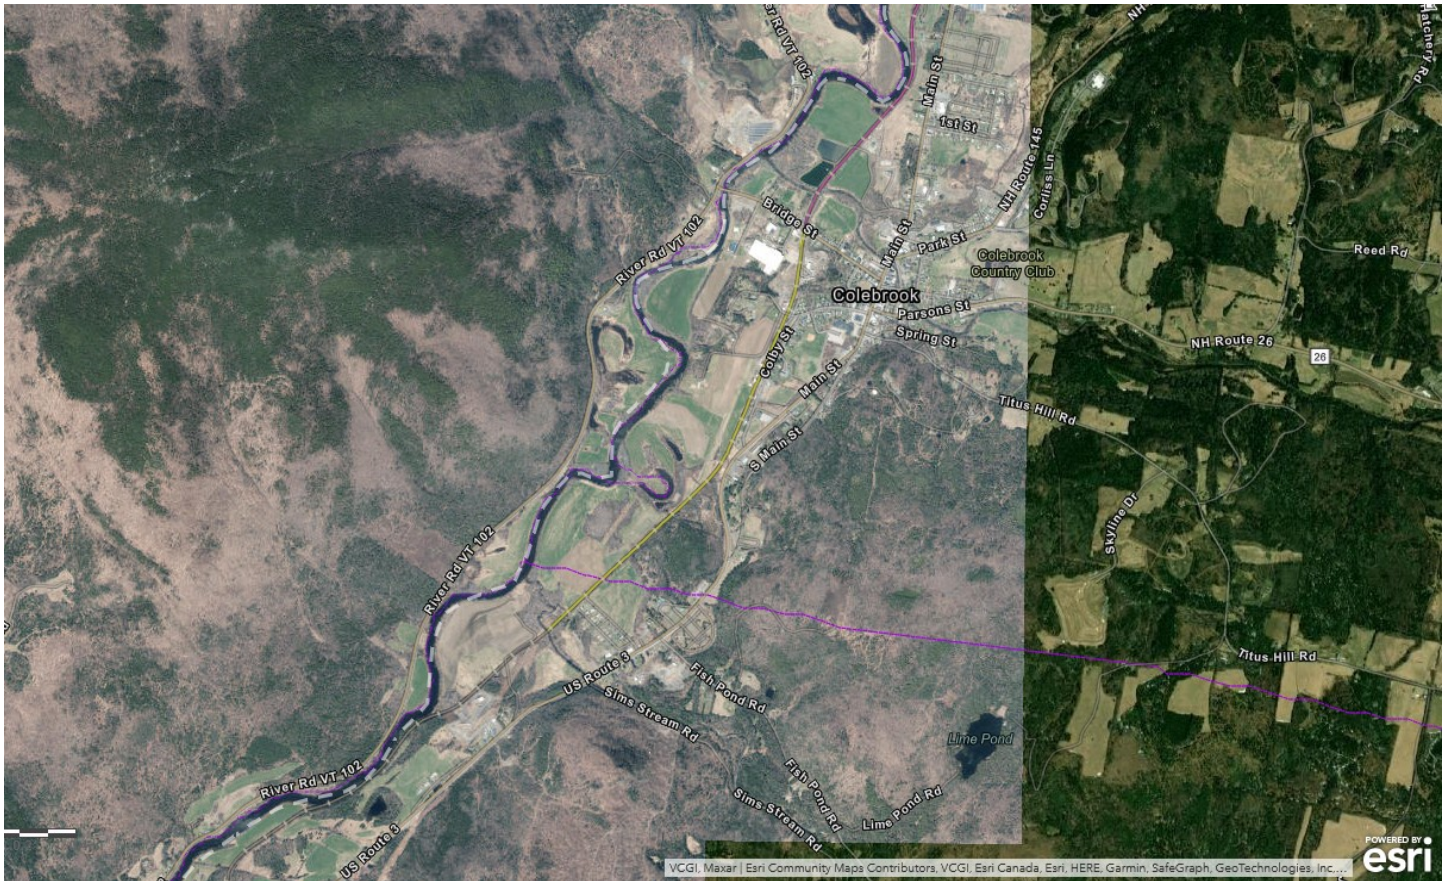 River Rd VT 102
NH
Hatchery Rd
Main St
1st St
NH Route 145
Corliss Ln
Bridge St
Main St
Park St
Reed Rd
River Rd VT 102
Colebrook
Country Club
Colebrook
Parsons St
Spring St
NH Route 26
26
Colby St
Main St
Titus Hill Rd
S Main St
Skyline Dr
River Rd VT 102
Titus Hill Rd
US Route 3
Fish Pond Rd
Sims Stream Rd
Lime Pond
River Rd VT 102
Fish Pond Rd
Sims Stream Rd
Lime Pond Rd
US Route 3
POWERED BY
esri
VCGI, Maxar | Esri Community Maps Contributors, VCGI, Esri Canada, Esri, HERE, Garmin, SafeGraph, GeoTechnologies, Inc,...